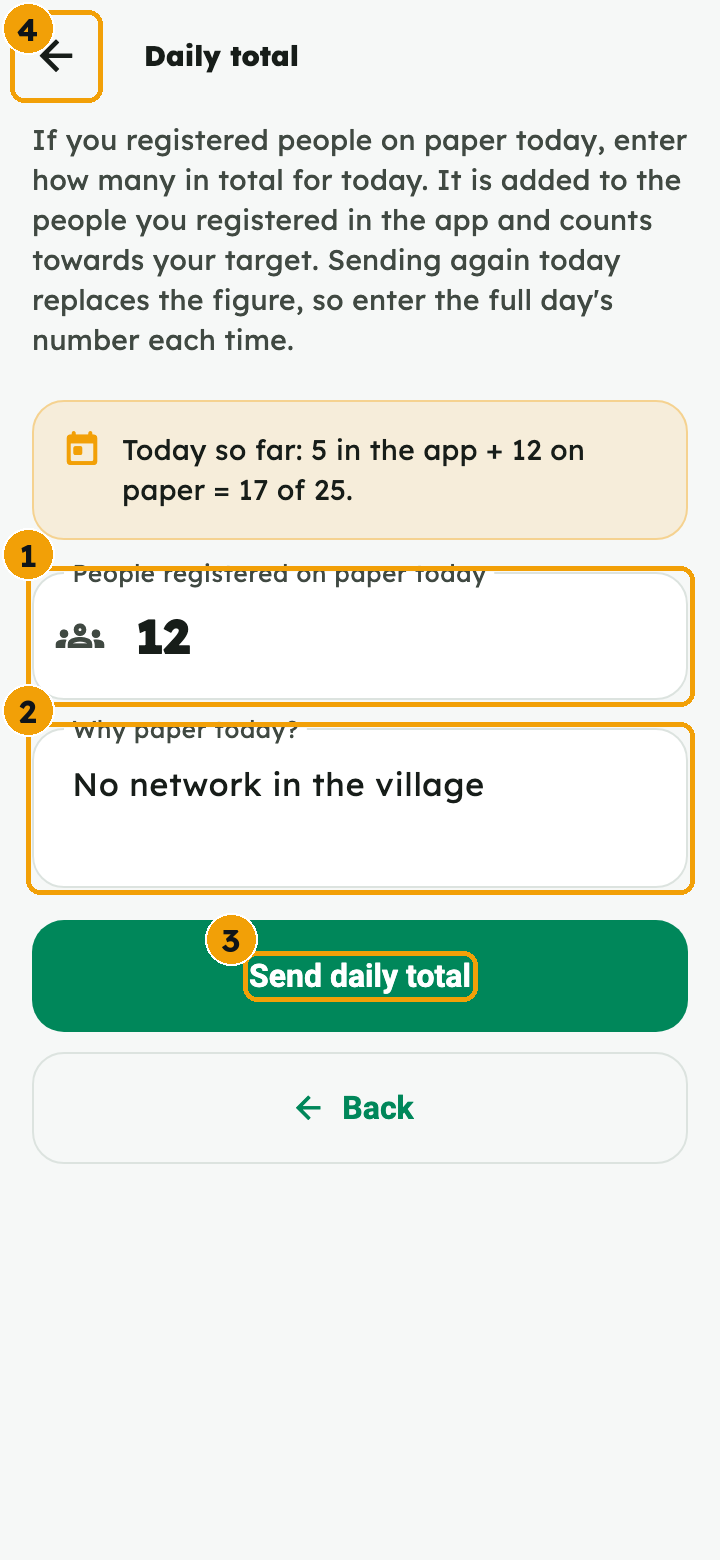 4
Daily total
If you registered people on paper today, enter
how many in total for today. It is added to the
people you registered in the app and counts
towards your target. Sending again today
replaces the figure, so enter the full day's
number each time.
Today so far: 5 in the app + 12 on
paper = 17 of 25.
1
People registered on paper today
12
2
Why paper today?
No network in the village
3
Send daily total
Back